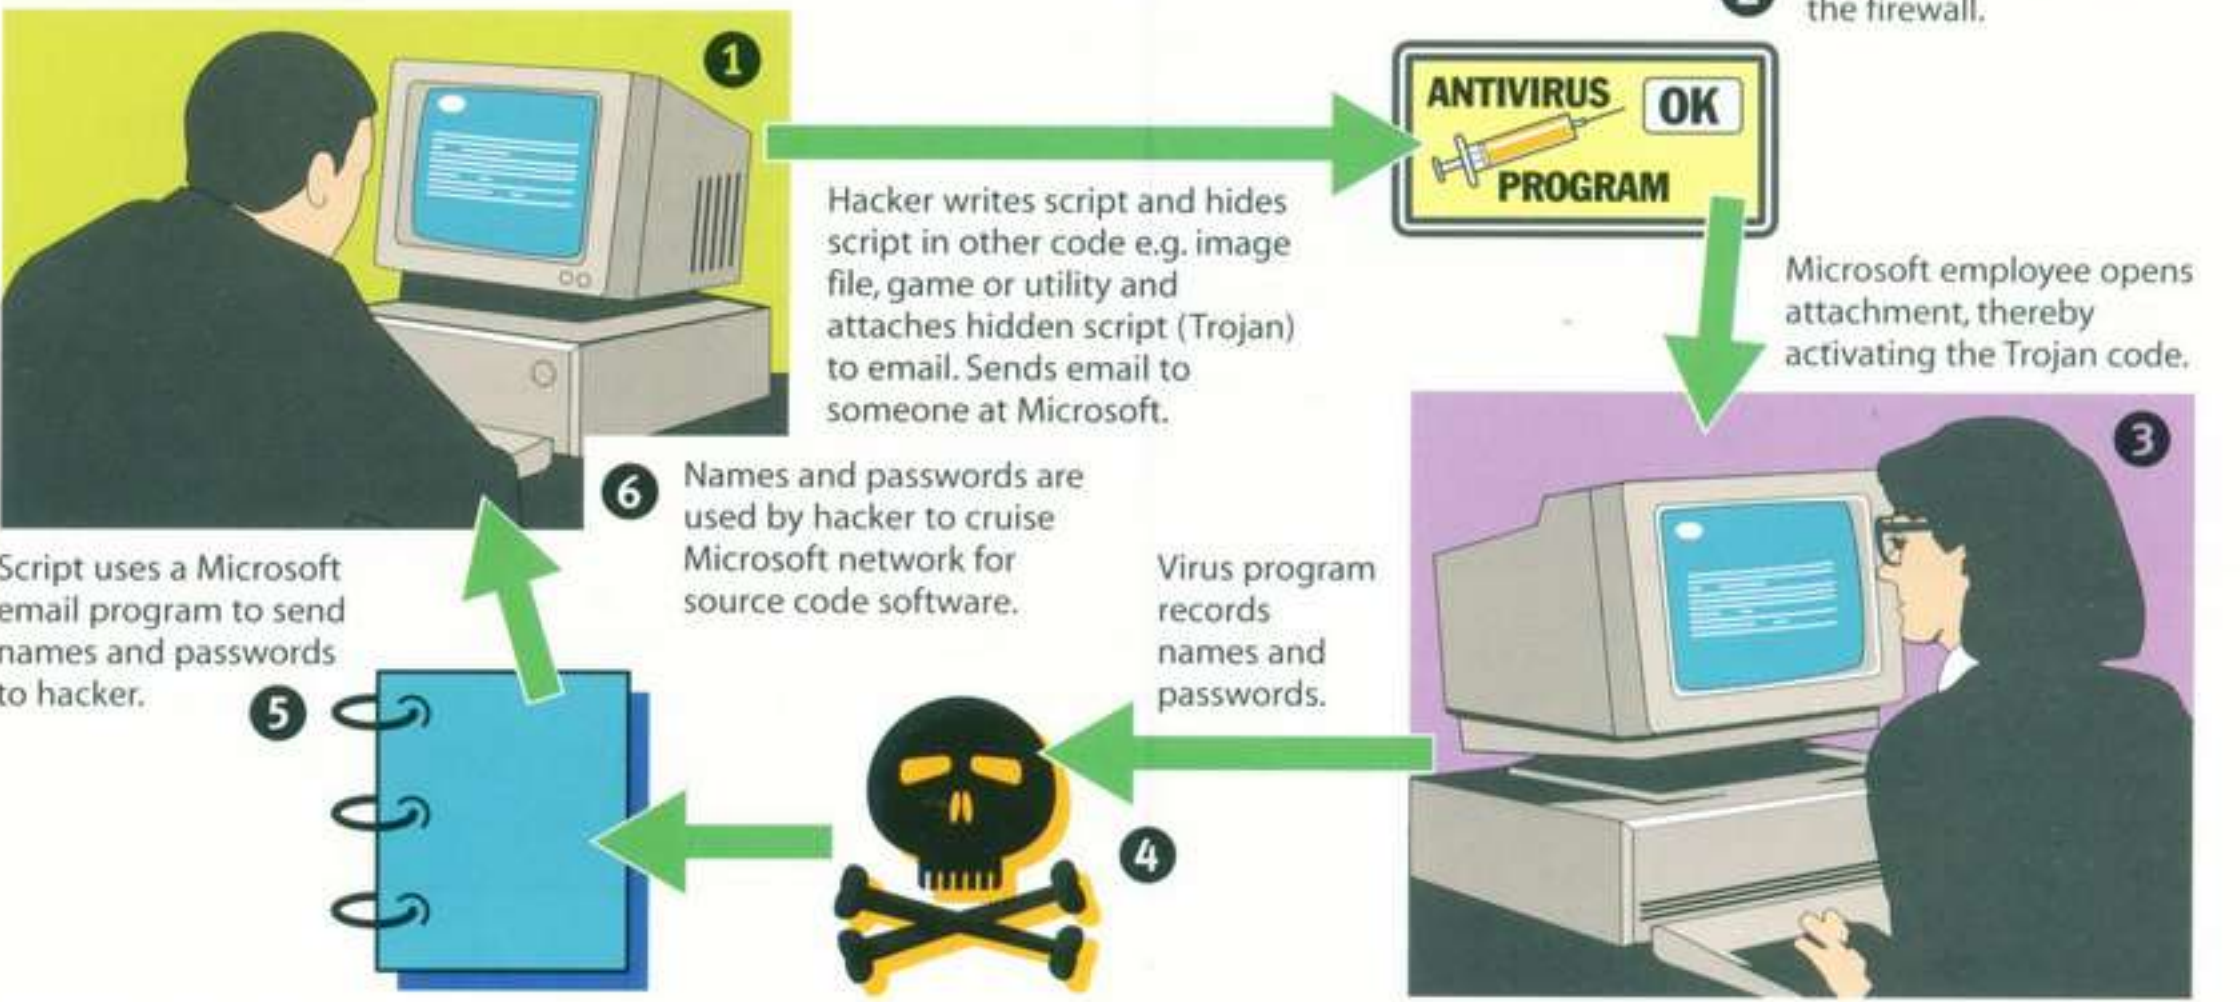 1
Hacker writes script and hides
script in other code e.g. image
file, game or utility and
attaches hidden script (Trojan)
to email. Sends email to
someone at Microsoft.
the firewall.
ANTIVIRUS
OK
PROGRAM
Microsoft employee opens
attachment, thereby
activating the Trojan code.
3
Virus program
records
names and
passwords.
4
Script uses a Microsoft
email program to send
names and passwords
to hacker.
5
6
Names and passwords are
used by hacker to cruise
Microsoft network for
source code software.